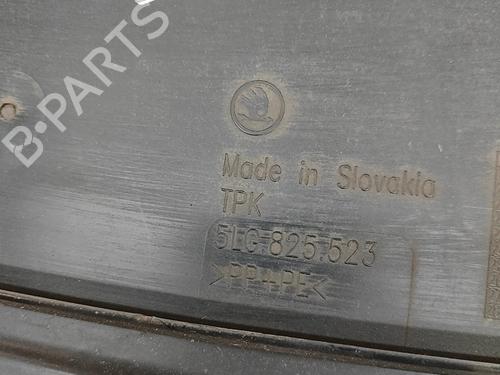 B-PARTS
Made in Slovakia
TPK
5LG.825.523
>PP+PE<